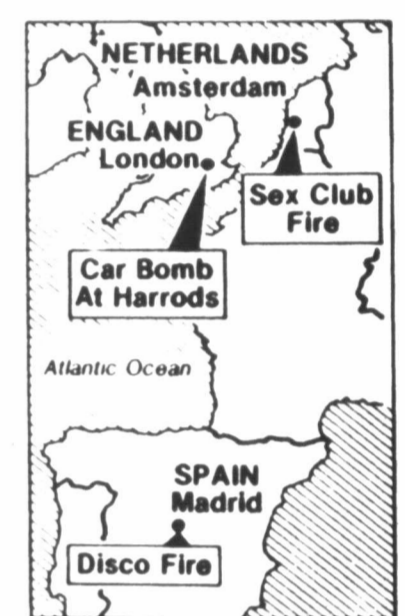 NETHERLANDS
Amsterdam
ENGLAND
London
Sex Club
Fire
Car Bomb
At Harrods
Atlantic Ocean
SPAIN
Madrid
Disco Fire